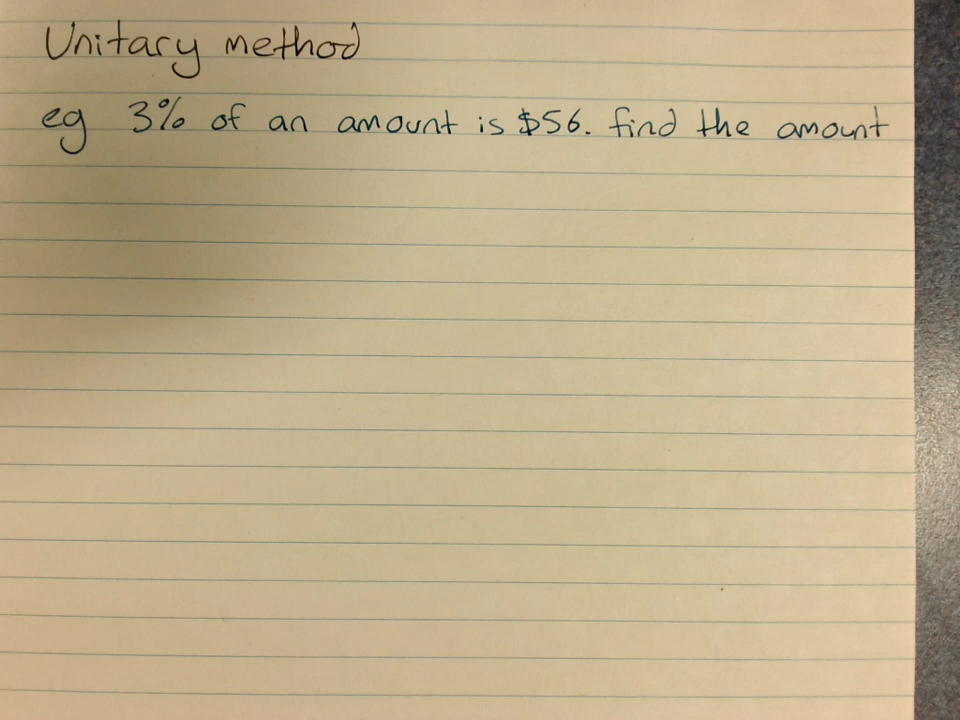 Unitary method
eg 3% of an amount is $56. find the amount